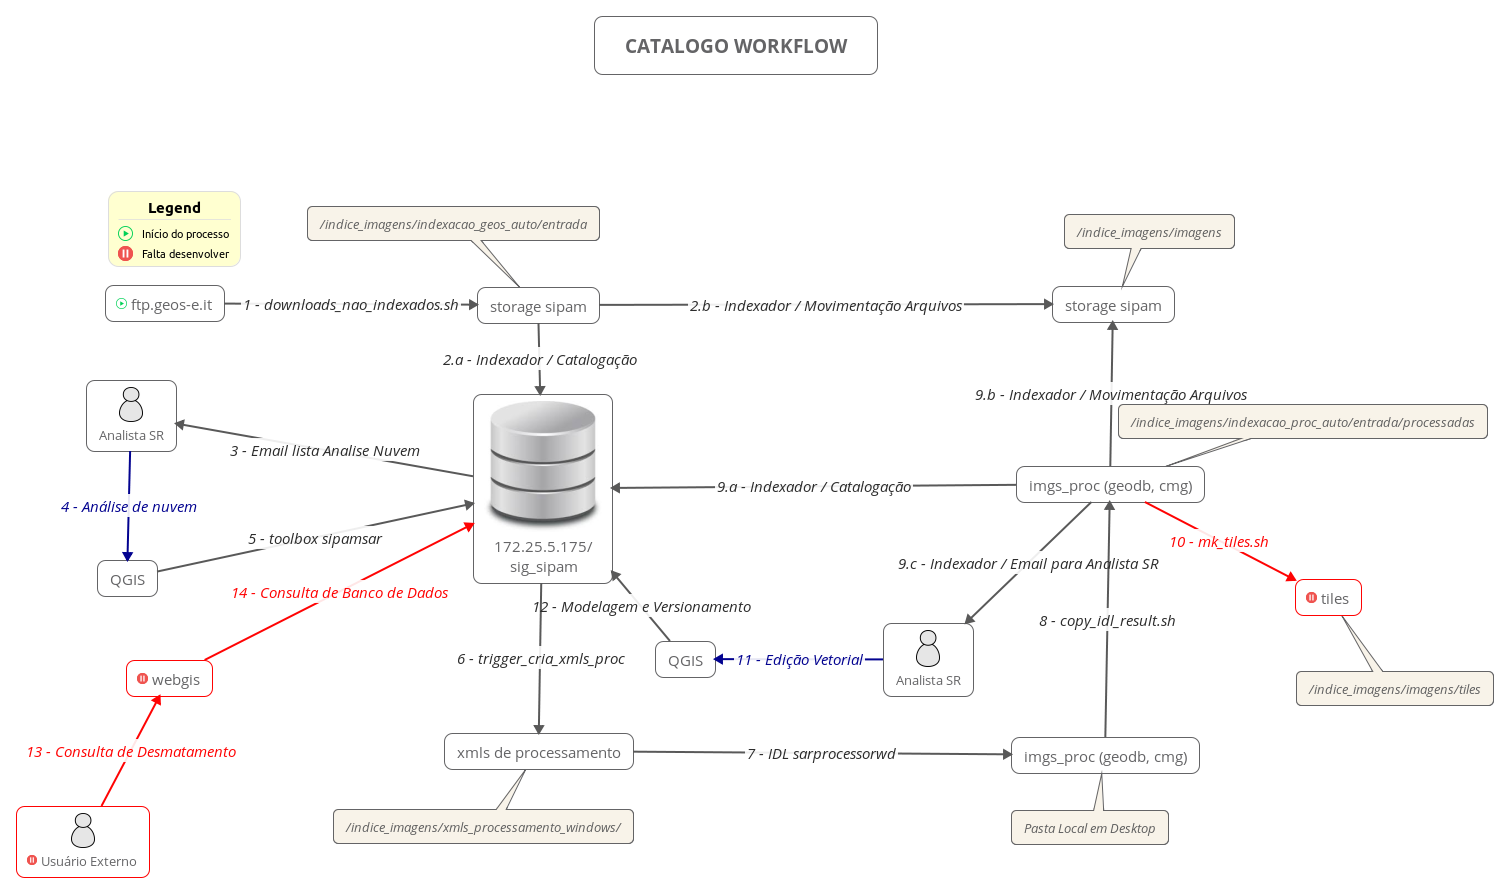 CATALOGO WORKFLOW
Legend
Início do processo
Falta desenvolver
/indice_imagens/indexacao_geos_auto/entrada
/indice_imagens/imagens
ftp.geos-e.it
1 - downloads_nao_indexados.sh
storage sipam
2.b - Indexador / Movimentação Arquivos
storage sipam
2.a - Indexador / Catalogação
9.b - Indexador / Movimentação Arquivos
/indice_imagens/indexacao_proc_auto/entrada/processadas
Analista SR
3 - Email lista Analise Nuvem
9.a - Indexador / Catalogação
imgs_proc (geodb, cmg)
4 - Análise de nuvem
5 - toolbox sipamsar
172.25.5.175/
sig_sipam
10 - mk_tiles.sh
9.c - Indexador / Email para Analista SR
QGIS
14 - Consulta de Banco de Dados
12 - Modelagem e Versionamento
8 - copy_idl_result.sh
tiles
6 - trigger_cria_xmls_proc
QGIS
11 - Edição Vetorial
Analista SR
webgis
/indice_imagens/imagens/tiles
13 - Consulta de Desmatamento
xmls de processamento
7 - IDL sarprocessorwd
imgs_proc (geodb, cmg)
/indice_imagens/xmls_processamento_windows/
Pasta Local em Desktop
Usuário Externo